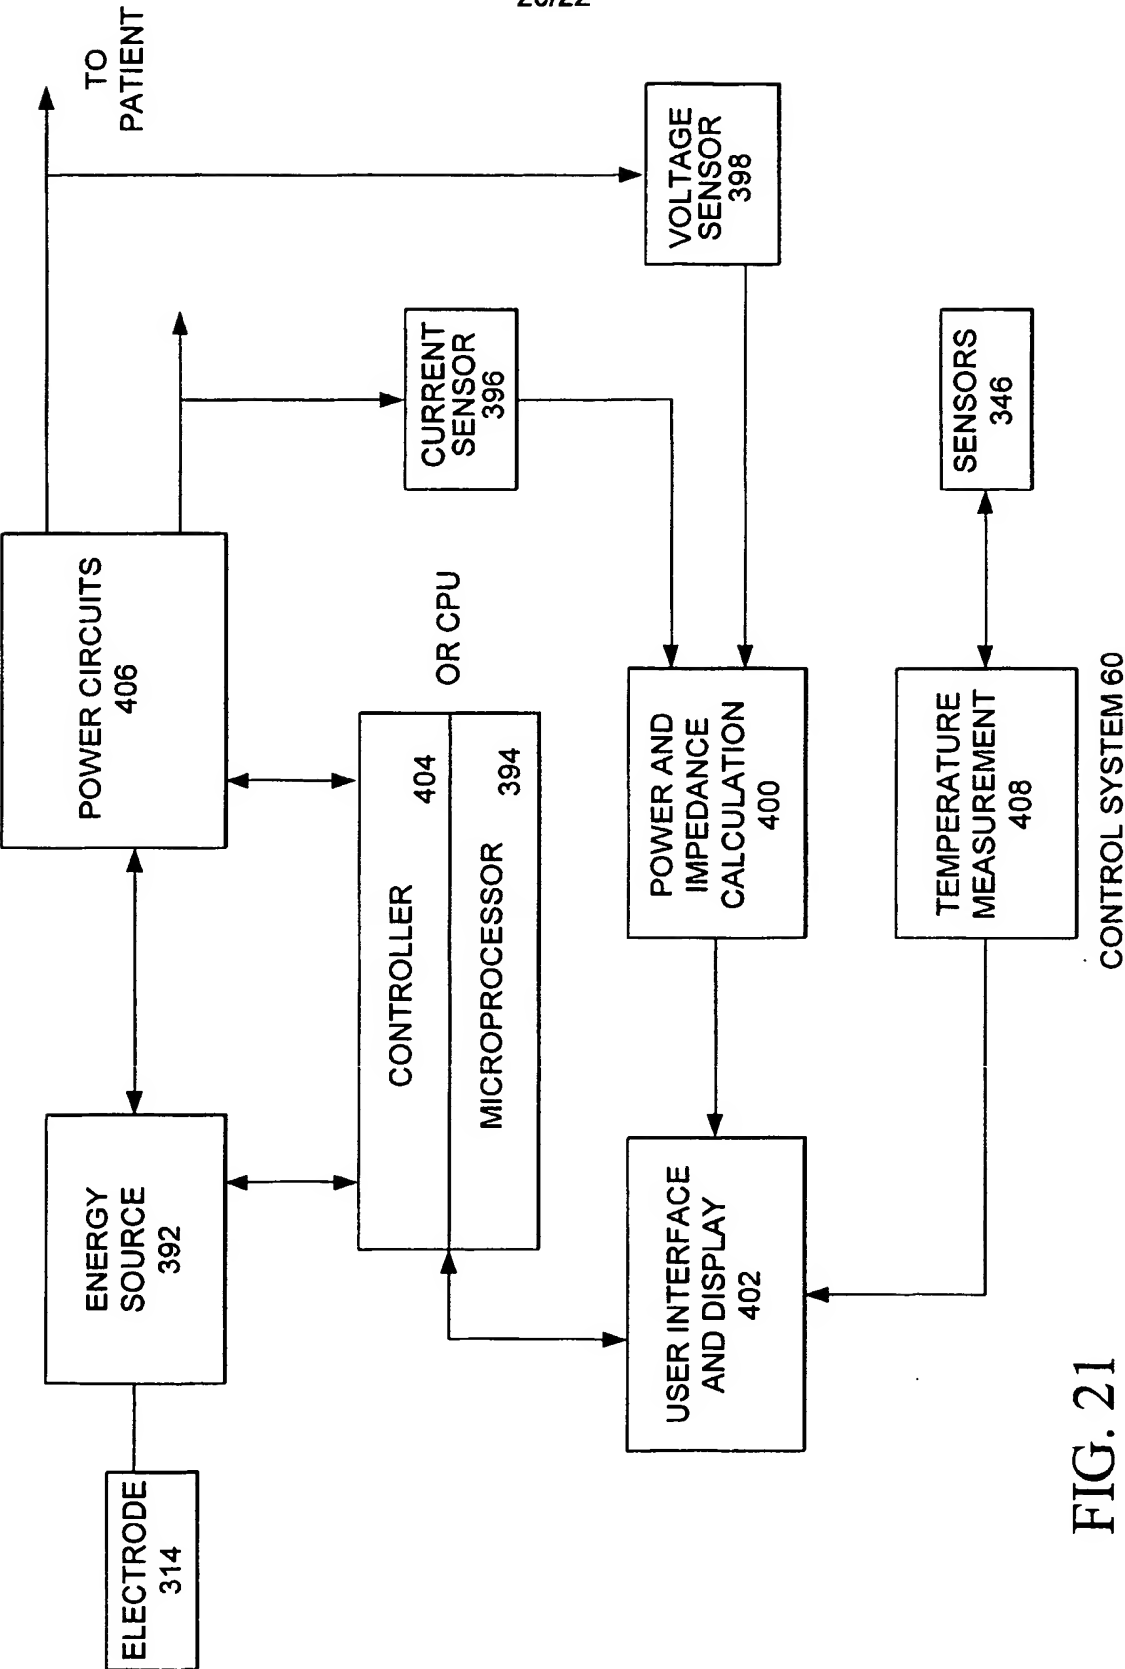 TO
PATIENT
POWER CIRCUITS
406
ENERGY
SOURCE
392
ELECTRODE
314
CURRENT
SENSOR
396
VOLTAGE
SENSOR
398
OR CPU
CONTROLLER
404
MICROPROCESSOR
394
POWER AND
IMPEDANCE
CALCULATION
400
SENSORS
346
USER INTERFACE
AND DISPLAY
402
TEMPERATURE
MEASUREMENT
408
CONTROL SYSTEM 60
FIG. 21